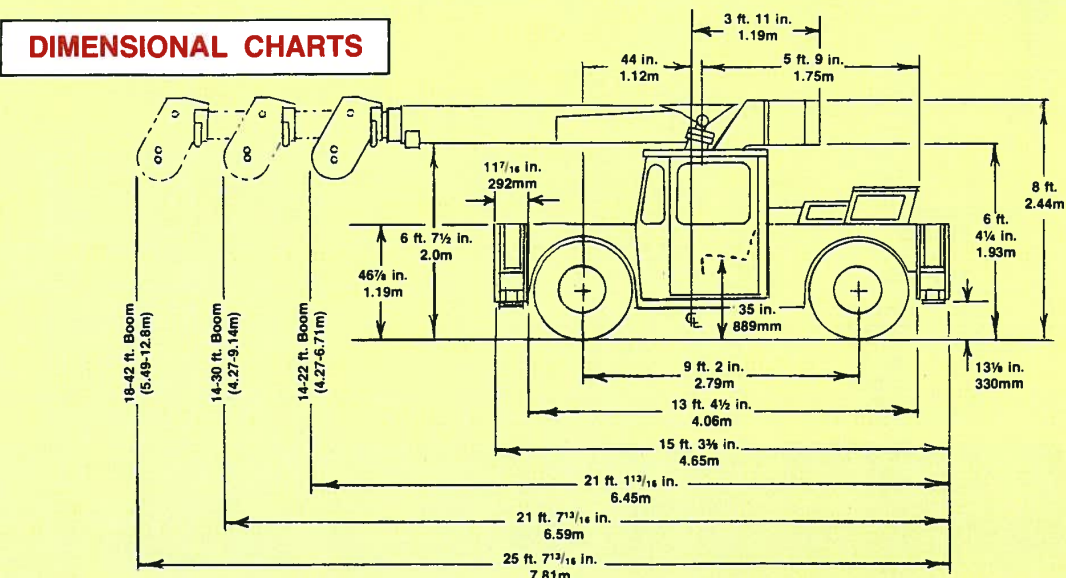 DIMENSIONAL CHARTS
3 ft. 11 in.
1.19m
44 in.
1.12m
5 ft. 9 in.
1.75m
11⁷/₁₆ in.
292mm
8 ft.
2.44m
6 ft. 7½ in.
2.0m
6 ft.
4¼ in.
1.93m
46⅞ in.
1.19m
35 in.
889mm
℄
13⅛ in.
330mm
18-42 ft. Boom
(5.49-12.8m)
14-30 ft. Boom
(4.27-9.14m)
14-22 ft. Boom
(4.27-6.71m)
9 ft. 2 in.
2.79m
13 ft. 4½ in.
4.06m
15 ft. 3⅜ in.
4.65m
21 ft. 1¹³/₁₆ in.
6.45m
21 ft. 7¹³/₁₆ in.
6.59m
25 ft. 7¹³/₁₆ in.
7.81m